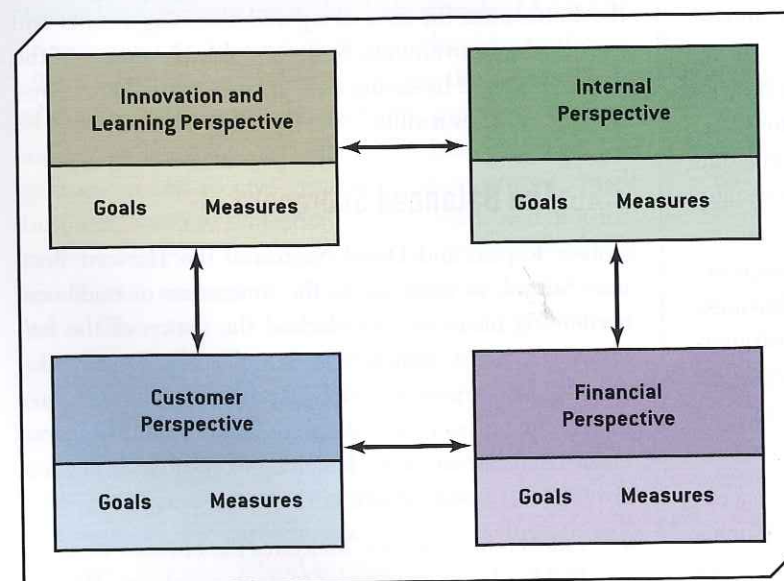 Innovation and
Learning Perspective
Goals Measures
Internal
Perspective
Goals Measures
Customer
Perspective
Goals Measures
Financial
Perspective
Goals Measures